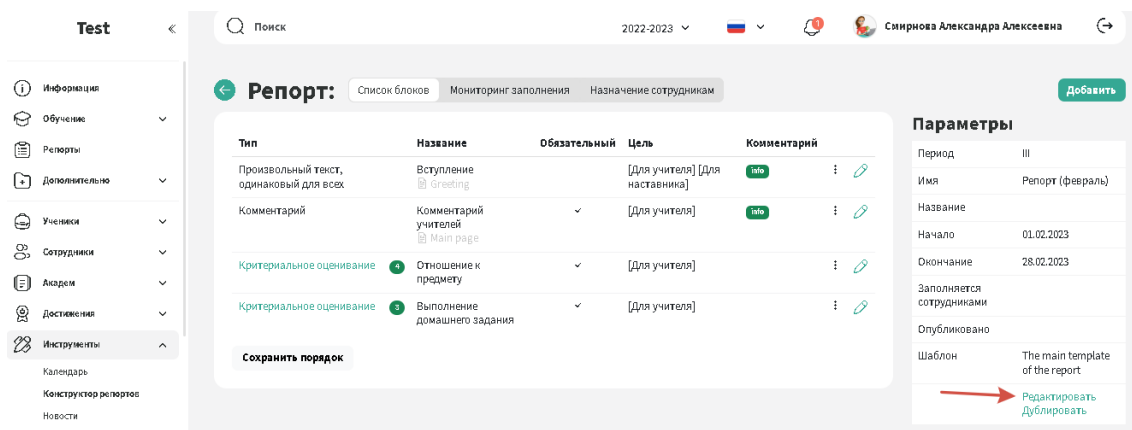 Test
«
Поиск
2022-2023
1
Смирнова Александра Алексеевна
Информация
Обучение
Репорты
Дополнительно
Ученики
Сотрудники
Академ
Достижения
Инструменты
Календарь
Конструктор репортов
Новости
Репорт:
Список блоков
Мониторинг заполнения
Назначение сотрудникам
Добавить
Тип Название Обязательный Цель Комментарий
Произвольный текст, Вступление [Для учителя] [Для info
одинаковый для всех Greeting наставника]
Комментарий Комментарий [Для учителя] info
учителей
Main page
Критериальное оценивание 4 Отношение к [Для учителя]
предмету
Критериальное оценивание 3 Выполнение [Для учителя]
домашнего задания
Сохранить порядок
Параметры
Период III
Имя Репорт (февраль)
Название
Начало 01.02.2023
Окончание 28.02.2023
Заполняется
сотрудниками
Опубликовано
Шаблон The main template
of the report
Редактировать
Дублировать